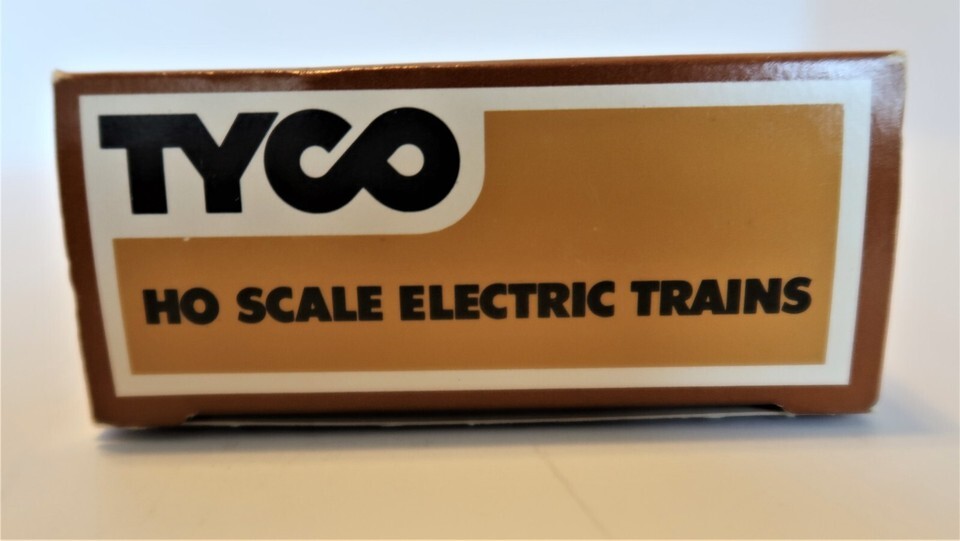 TYCO
HO SCALE ELECTRIC TRAINS